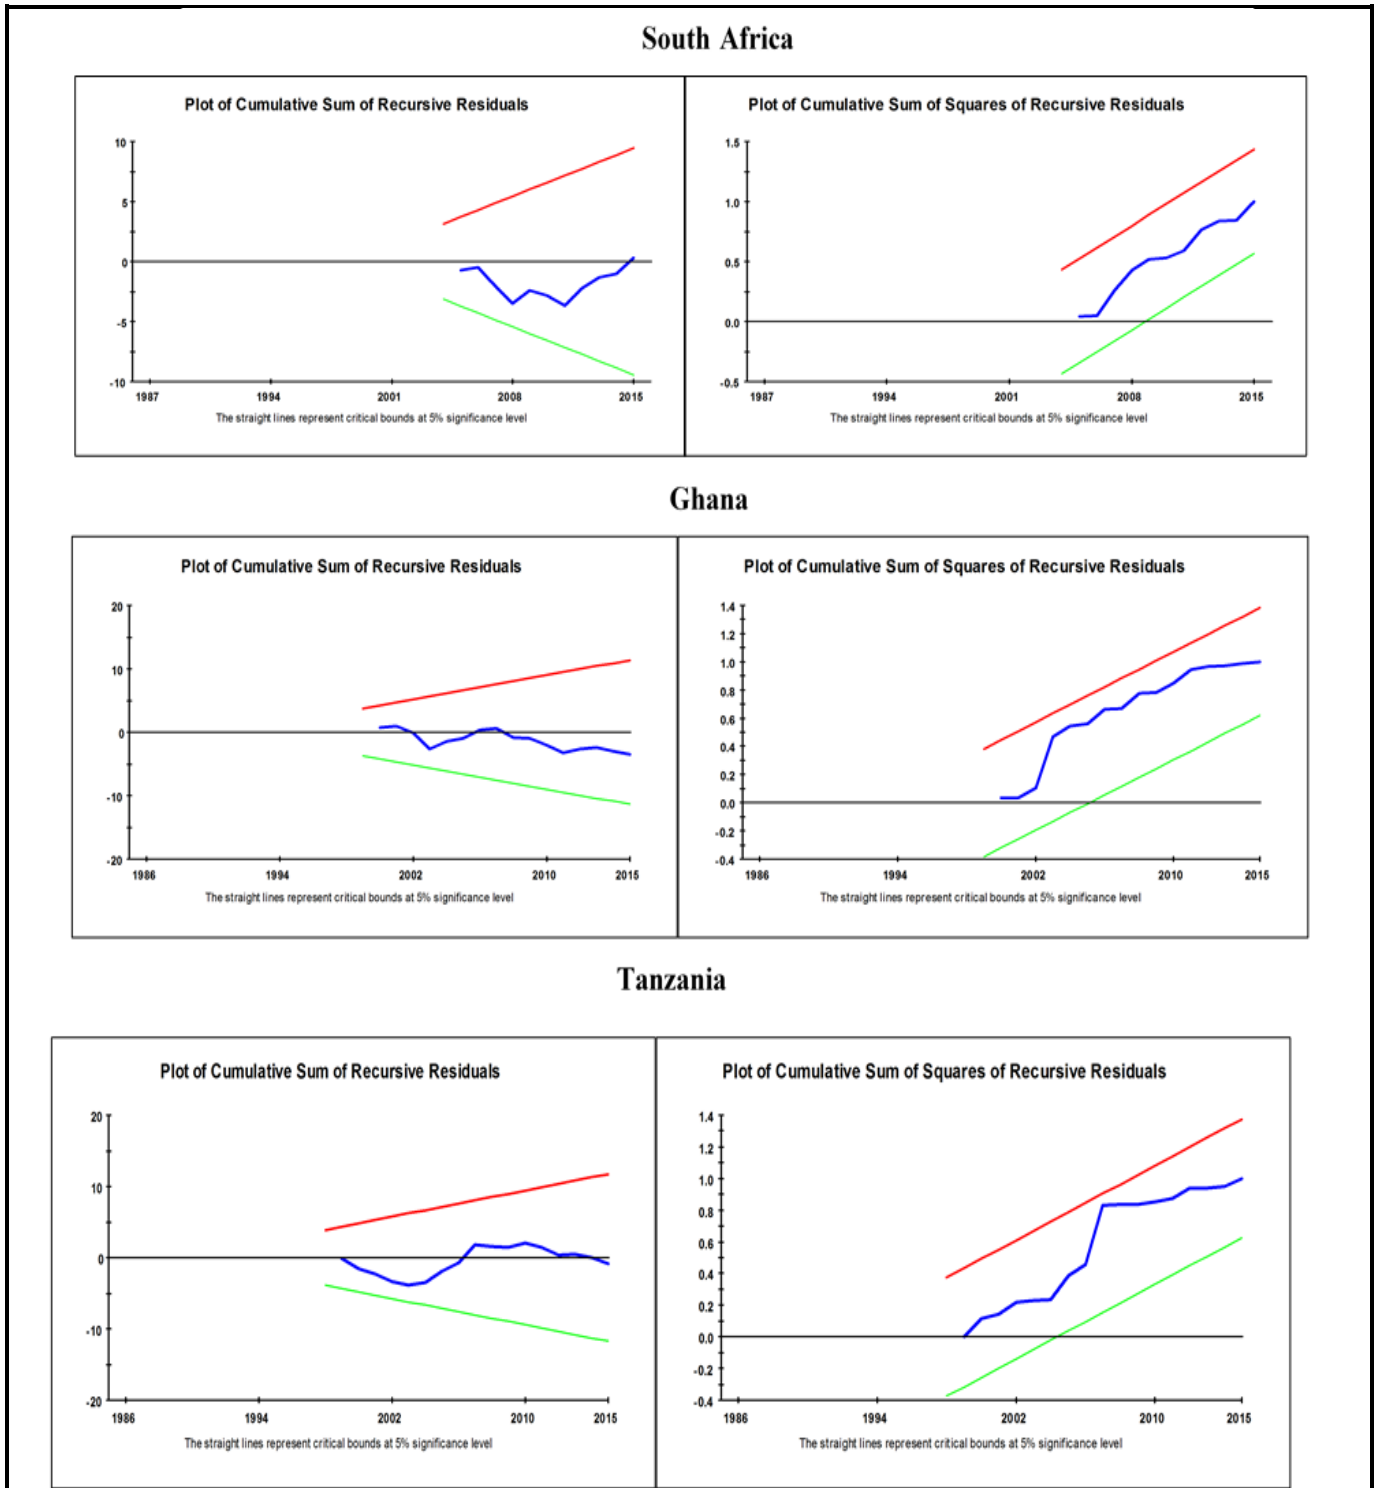 South Africa
Plot of Cumulative Sum of Recursive Residuals
10
5
0
-5
-10
1987 1994 2001 2008 2015
The straight lines represent critical bounds at 5% significance level
Plot of Cumulative Sum of Squares of Recursive Residuals
1.5
1.0
0.5
0.0
-0.5
1987 1994 2001 2008 2015
The straight lines represent critical bounds at 5% significance level
Ghana
Plot of Cumulative Sum of Recursive Residuals
20
10
0
-10
-20
1986 1994 2002 2010 2015
The straight lines represent critical bounds at 5% significance level
Plot of Cumulative Sum of Squares of Recursive Residuals
1.4
1.2
1.0
0.8
0.6
0.4
0.2
0.0
-0.2
-0.4
1986 1994 2002 2010 2015
The straight lines represent critical bounds at 5% significance level
Tanzania
Plot of Cumulative Sum of Recursive Residuals
20
10
0
-10
-20
1986 1994 2002 2010 2015
The straight lines represent critical bounds at 5% significance level
Plot of Cumulative Sum of Squares of Recursive Residuals
1.4
1.2
1.0
0.8
0.6
0.4
0.2
0.0
-0.2
-0.4
1986 1994 2002 2010 2015
The straight lines represent critical bounds at 5% significance level